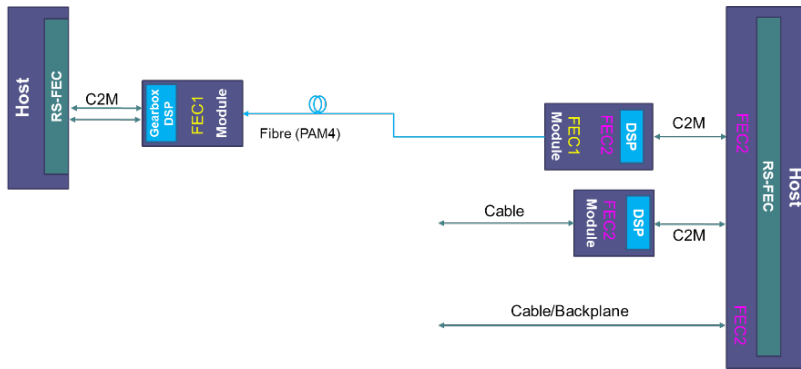 Host
RS-FEC
C2M
Gearbox
DSP
FEC1
Module
Fibre (PAM4)
FEC1
Module
FEC2
DSP
C2M
FEC2
RS-FEC
Host
Cable
Module
FEC2
DSP
C2M
Cable/Backplane
FEC2